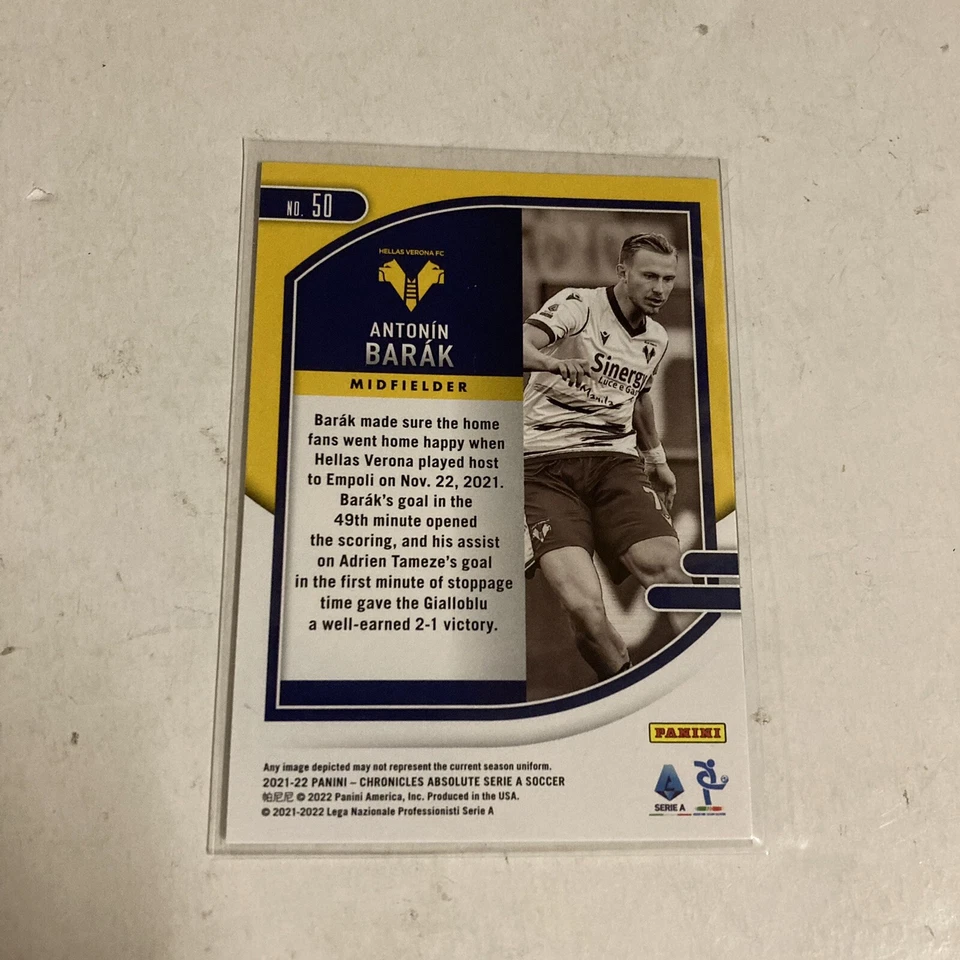 NO. 50
HELLAS VERONA FC
ANTONÍN
BARÁK
MIDFIELDER
Barák made sure the home
fans went home happy when
Hellas Verona played host
to Empoli on Nov. 22, 2021.
Barák's goal in the
49th minute opened
the scoring, and his assist
on Adrien Tameze's goal
in the first minute of stoppage
time gave the Gialloblu
a well-earned 2-1 victory.
Sinergy
Luce e Gas
Manila
PANINI
Any image depicted may not represent the current season uniform.
2021-22 PANINI – CHRONICLES ABSOLUTE SERIE A SOCCER
帕尼尼 © 2022 Panini America, Inc. Produced in the USA.
© 2021-2022 Lega Nazionale Professionisti Serie A
SERIE A